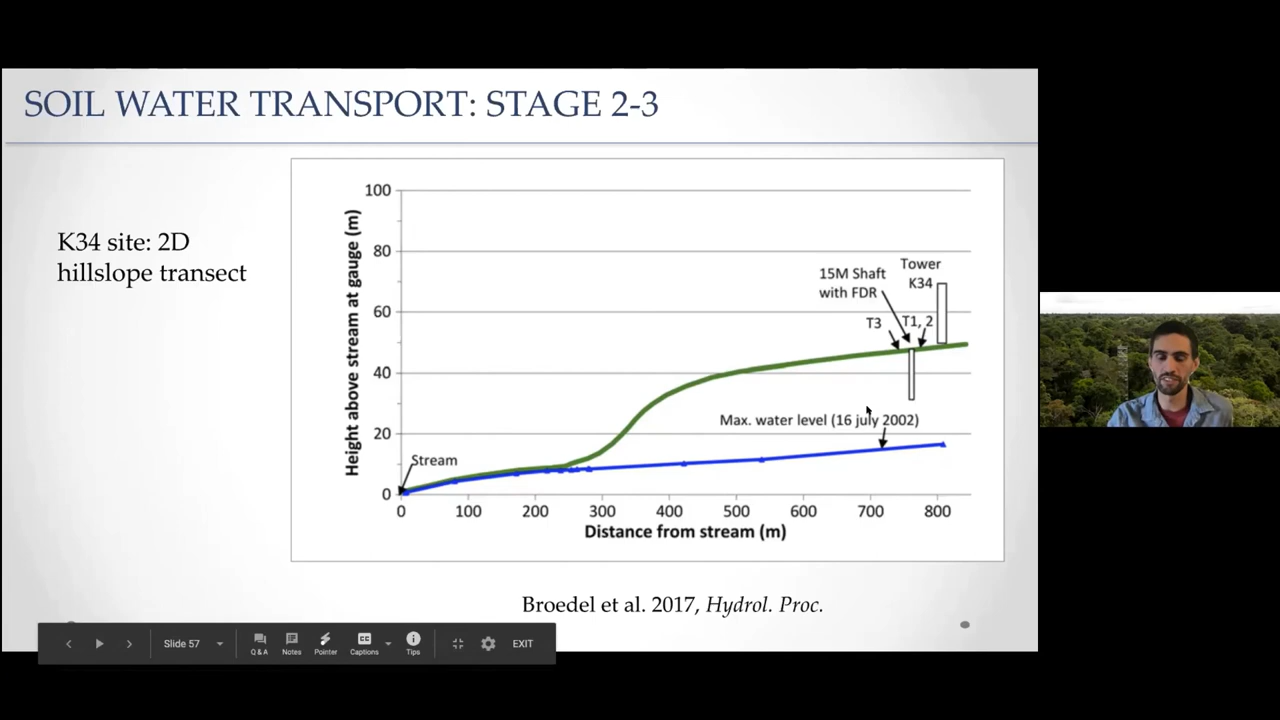 SOIL WATER TRANSPORT: STAGE 2-3
K34 site: 2D
hillslope transect
Height above stream at gauge (m)
100
80
60
40
20
0
Tower
K34
15M Shaft
with FDR
T3
T1, 2
Max. water level (16 july 2002)
Stream
0 100 200 300 400 500 600 700 800
Distance from stream (m)
Broedel et al. 2017, Hydrol. Proc.
Slide 57
Q & A
Notes
Pointer
CC
Captions
Tips
EXIT